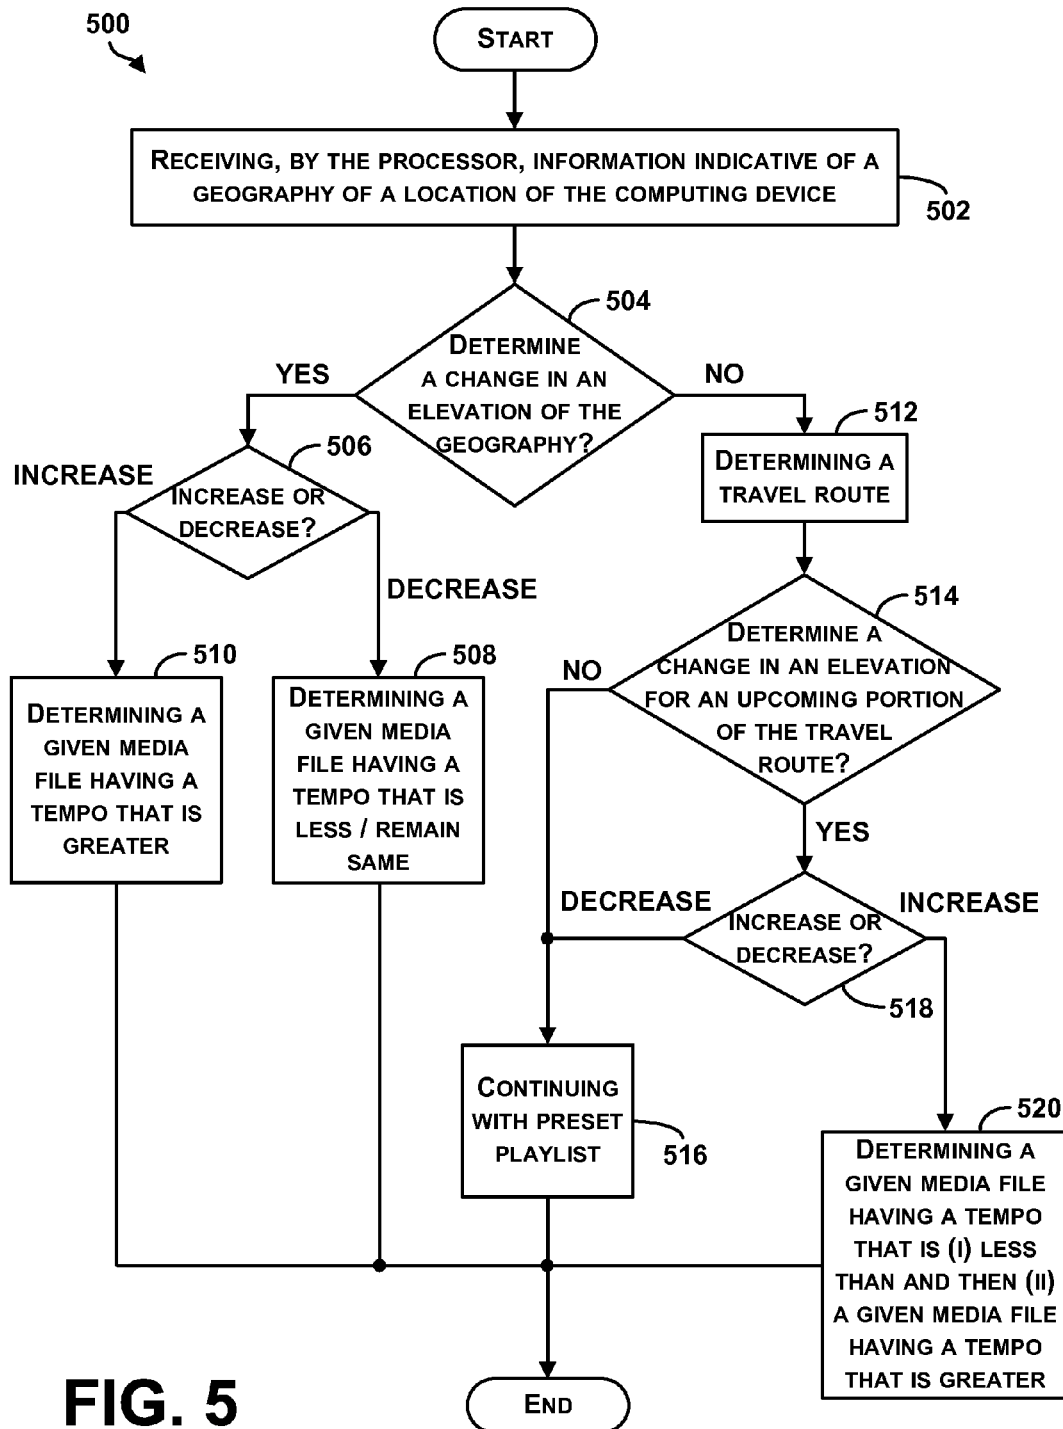 500
START
RECEIVING, BY THE PROCESSOR, INFORMATION INDICATIVE OF A
GEOGRAPHY OF A LOCATION OF THE COMPUTING DEVICE
502
504
DETERMINE
A CHANGE IN AN
ELEVATION OF THE
GEOGRAPHY?
YES
NO
506
INCREASE OR
DECREASE?
INCREASE
DECREASE
510
DETERMINING A
GIVEN MEDIA
FILE HAVING A
TEMPO THAT IS
GREATER
508
DETERMINING A
GIVEN MEDIA
FILE HAVING A
TEMPO THAT IS
LESS / REMAIN
SAME
512
DETERMINING A
TRAVEL ROUTE
514
DETERMINE A
CHANGE IN AN ELEVATION
FOR AN UPCOMING PORTION
OF THE TRAVEL
ROUTE?
NO
YES
DECREASE
INCREASE
INCREASE OR
DECREASE?
518
CONTINUING
WITH PRESET
PLAYLIST
516
520
DETERMINING A
GIVEN MEDIA FILE
HAVING A TEMPO
THAT IS (I) LESS
THAN AND THEN (II)
A GIVEN MEDIA FILE
HAVING A TEMPO
THAT IS GREATER
END
FIG. 5